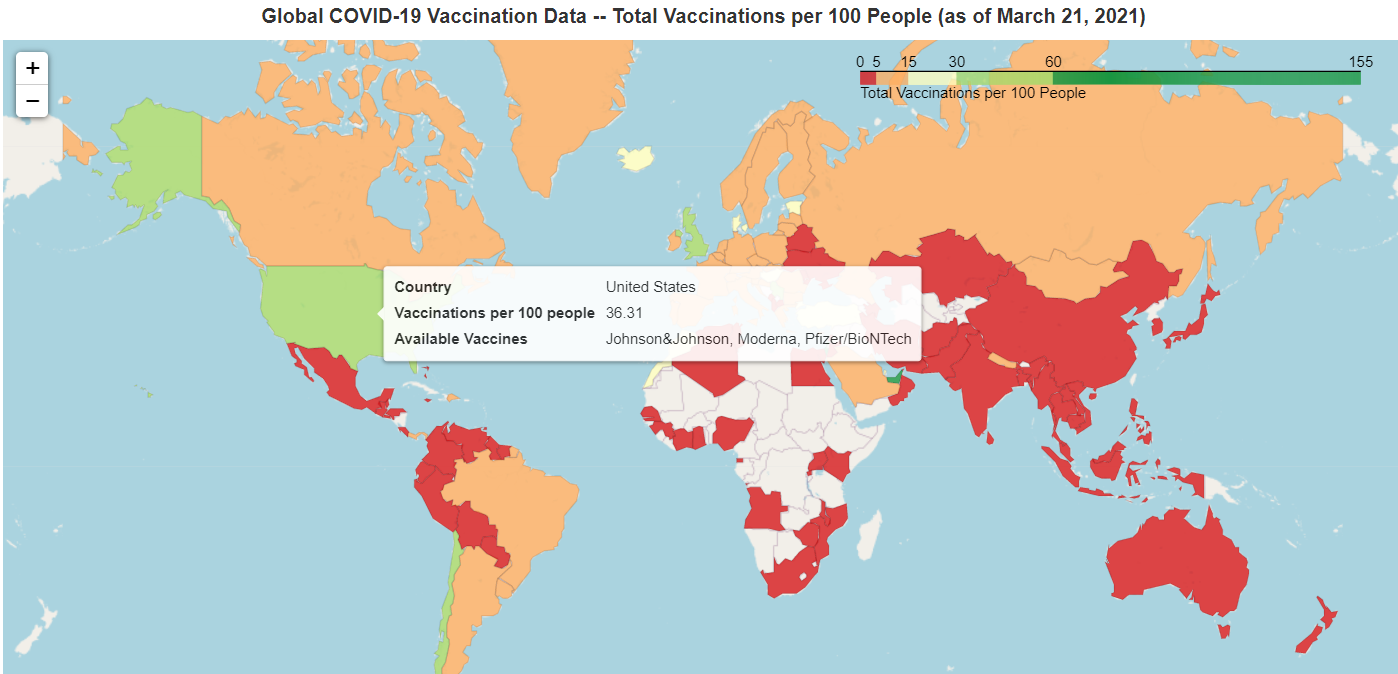 Global COVID-19 Vaccination Data -- Total Vaccinations per 100 People (as of March 21, 2021)
+
−
0 5 15 30 60 155
Total Vaccinations per 100 People
Country United States
Vaccinations per 100 people 36.31
Available Vaccines Johnson&Johnson, Moderna, Pfizer/BioNTech